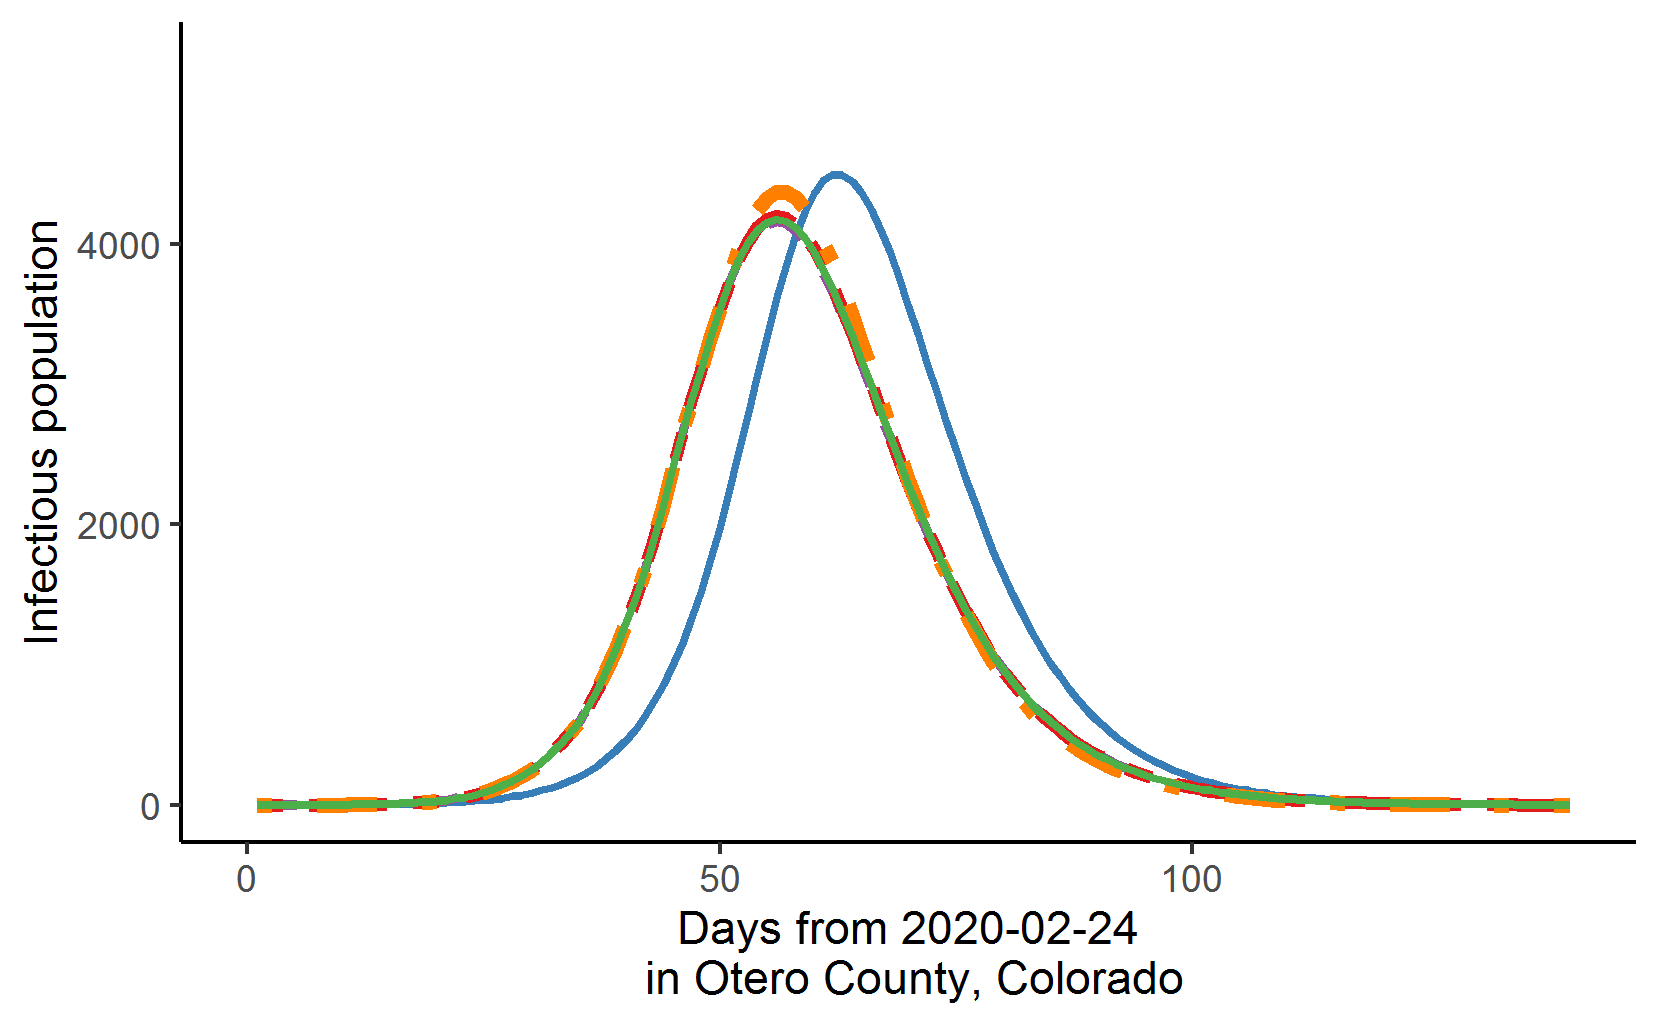 Infectious population
4000
2000
0
0 50 100
Days from 2020-02-24
in Otero County, Colorado